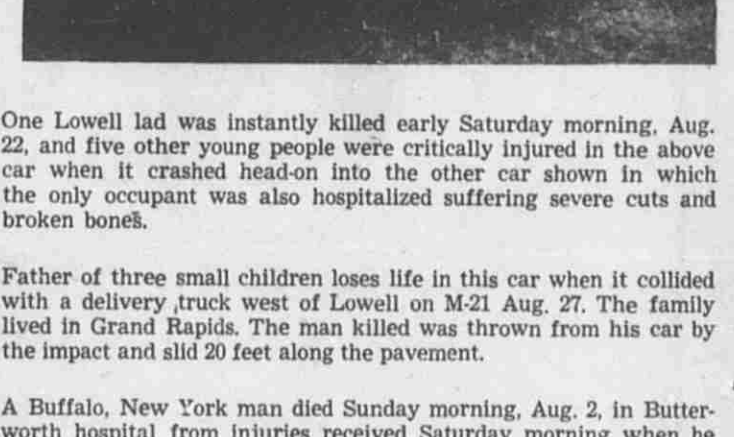 One Lowell lad was instantly killed early Saturday morning, Aug.
22, and five other young people were critically injured in the above
car when it crashed head-on into the other car shown in which
the only occupant was also hospitalized suffering severe cuts and
broken bones.
Father of three small children loses life in this car when it collided
with a delivery truck west of Lowell on M-21 Aug. 27. The family
lived in Grand Rapids. The man killed was thrown from his car by
the impact and slid 20 feet along the pavement.
A Buffalo, New York man died Sunday morning, Aug. 2, in Butter-
worth hospital from injuries received Saturday morning when he